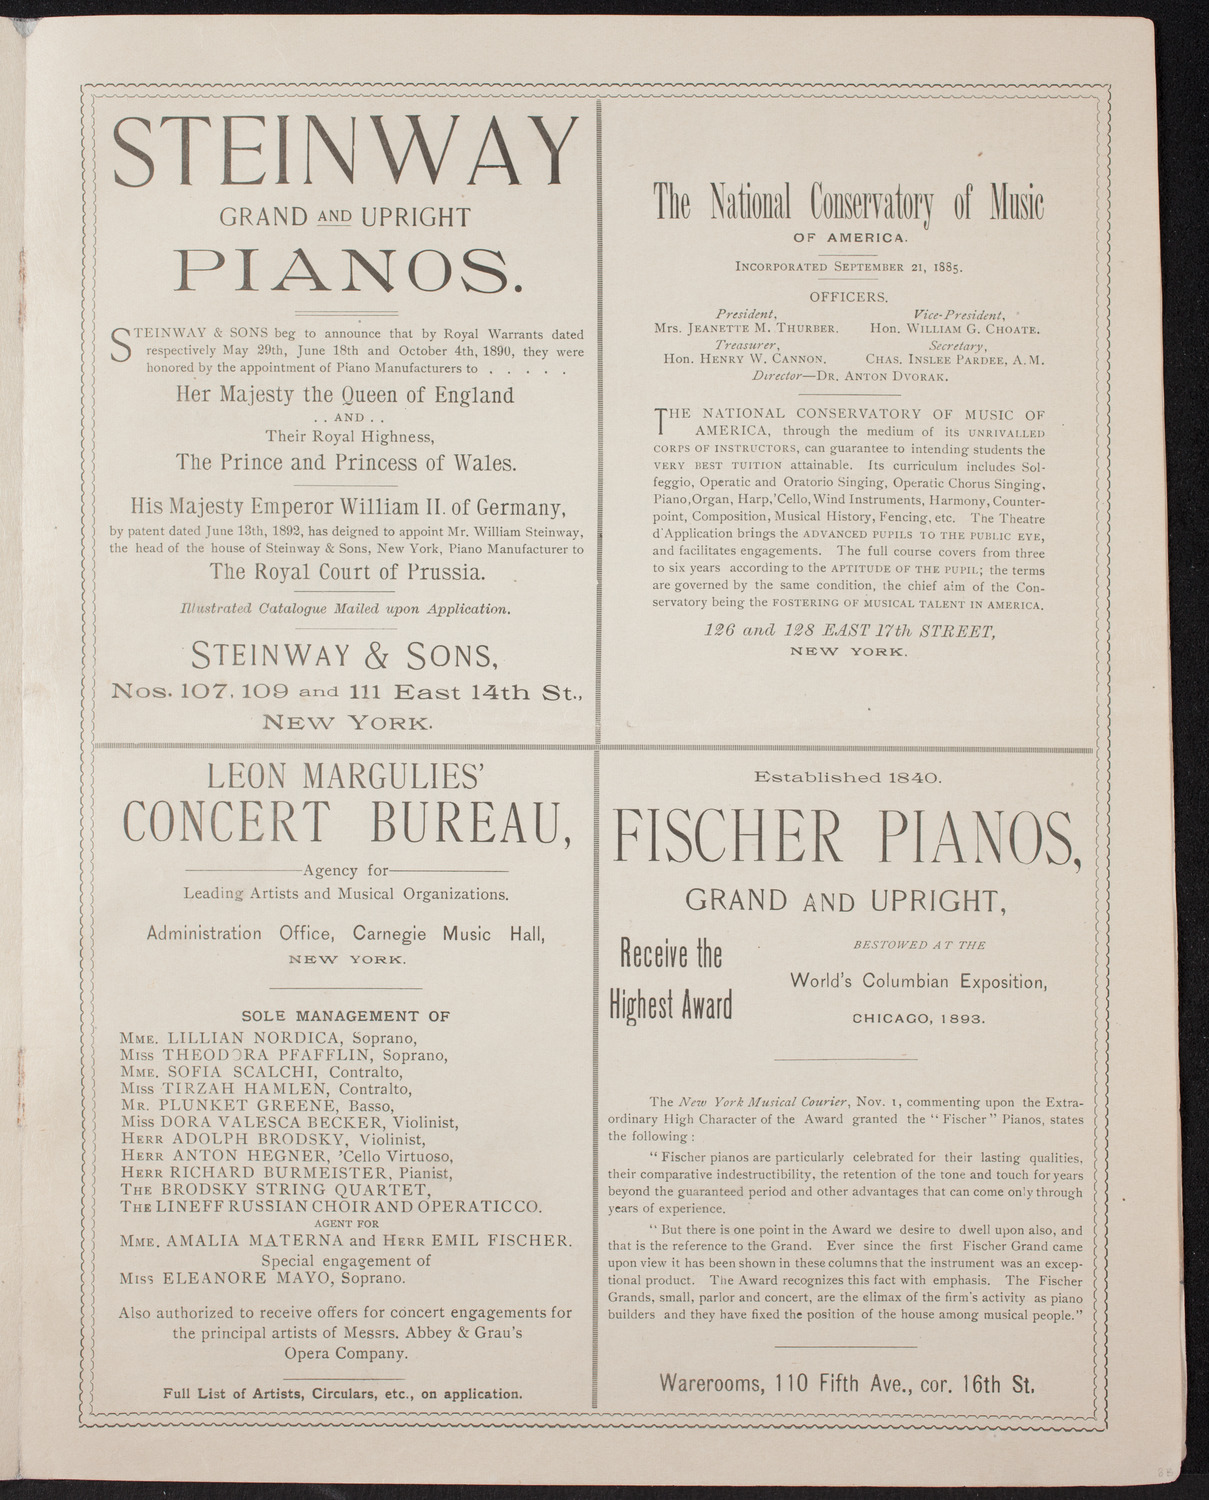 STEINWAY
GRAND AND UPRIGHT
PIANOS.
STEINWAY & SONS beg to announce that by Royal Warrants dated
respectively May 29th, June 18th and October 4th, 1890, they were
honored by the appointment of Piano Manufacturers to . . . . .
Her Majesty the Queen of England
. . AND . .
Their Royal Highness,
The Prince and Princess of Wales.
His Majesty Emperor William II. of Germany,
by patent dated June 13th, 1892, has deigned to appoint Mr. William Steinway,
the head of the house of Steinway & Sons, New York, Piano Manufacturer to
The Royal Court of Prussia.
Illustrated Catalogue Mailed upon Application.
STEINWAY & SONS,
Nos. 107, 109 and 111 East 14th St.,
NEW YORK.
The National Conservatory of Music
OF AMERICA.
INCORPORATED SEPTEMBER 21, 1885.
OFFICERS.
President, Vice-President,
Mrs. JEANETTE M. THURBER. Hon. WILLIAM G. CHOATE.
Treasurer, Secretary,
Hon. HENRY W. CANNON. CHAS. INSLEE PARDEE, A.M.
Director—DR. ANTON DVORAK.
THE NATIONAL CONSERVATORY OF MUSIC OF
AMERICA, through the medium of its UNRIVALLED
CORPS OF INSTRUCTORS, can guarantee to intending students the
VERY BEST TUITION attainable. Its curriculum includes Sol-
feggio, Operatic and Oratorio Singing, Operatic Chorus Singing,
Piano, Organ, Harp, 'Cello, Wind Instruments, Harmony, Counter-
point, Composition, Musical History, Fencing, etc. The Theatre
d'Application brings the ADVANCED PUPILS TO THE PUBLIC EYE,
and facilitates engagements. The full course covers from three
to six years according to the APTITUDE OF THE PUPIL; the terms
are governed by the same condition, the chief aim of the Con-
servatory being the FOSTERING OF MUSICAL TALENT IN AMERICA.
126 and 128 EAST 17th STREET,
NEW YORK.
LEON MARGULIES'
CONCERT BUREAU,
Agency for
Leading Artists and Musical Organizations.
Administration Office, Carnegie Music Hall,
NEW YORK.
SOLE MANAGEMENT OF
MME. LILLIAN NORDICA, Soprano,
MISS THEODORA PFAFFLIN, Soprano,
MME. SOFIA SCALCHI, Contralto,
MISS TIRZAH HAMLEN, Contralto,
MR. PLUNKET GREENE, Basso,
Miss DORA VALESCA BECKER, Violinist,
HERR ADOLPH BRODSKY, Violinist,
HERR ANTON HEGNER, 'Cello Virtuoso,
HERR RICHARD BURMEISTER, Pianist,
THE BRODSKY STRING QUARTET,
THE LINEFF RUSSIAN CHOIR AND OPERATIC CO.
AGENT FOR
MME. AMALIA MATERNA and HERR EMIL FISCHER.
Special engagement of
MISS ELEANORE MAYO, Soprano.
Also authorized to receive offers for concert engagements for
the principal artists of Messrs. Abbey & Grau's
Opera Company.
Full List of Artists, Circulars, etc., on application.
Established 1840.
FISCHER PIANOS,
GRAND AND UPRIGHT,
Receive the
Highest Award
BESTOWED AT THE
World's Columbian Exposition,
CHICAGO, 1893.
The New York Musical Courier, Nov. 1, commenting upon the Extra-
ordinary High Character of the Award granted the "Fischer" Pianos, states
the following:
"Fischer pianos are particularly celebrated for their lasting qualities,
their comparative indestructibility, the retention of the tone and touch for years
beyond the guaranteed period and other advantages that can come only through
years of experience.
"But there is one point in the Award we desire to dwell upon also, and
that is the reference to the Grand. Ever since the first Fischer Grand came
upon view it has been shown in these columns that the instrument was an excep-
tional product. The Award recognizes this fact with emphasis. The Fischer
Grands, small, parlor and concert, are the climax of the firm's activity as piano
builders and they have fixed the position of the house among musical people."
Warerooms, 110 Fifth Ave., cor. 16th St.